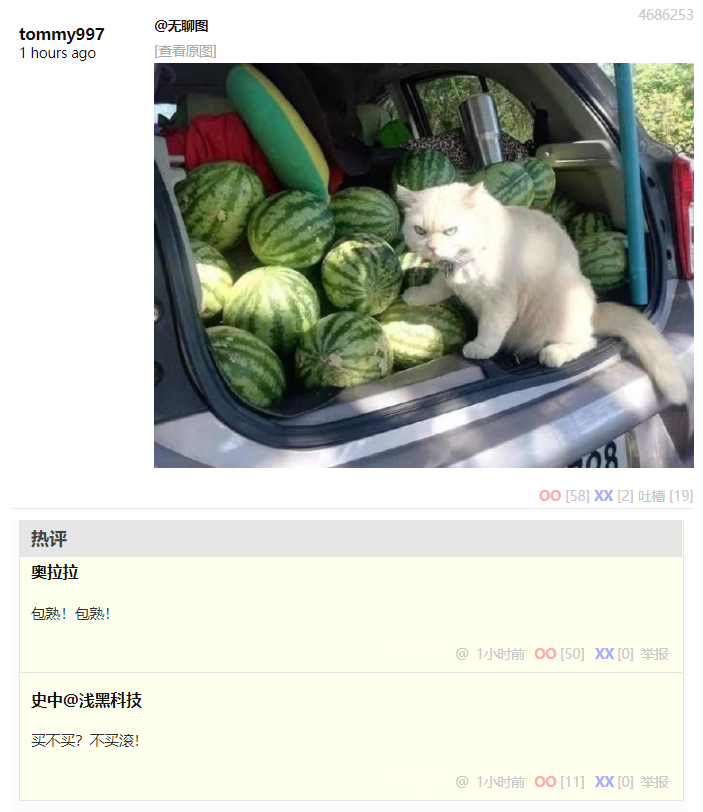 4686253
tommy997
1 hours ago
@无聊图
[查看原图]
OO [58] XX [2] 吐槽 [19]
热评
奥拉拉
包熟！包熟！
@ 1小时前 OO [50] XX [0] 举报
史中@浅黑科技
买不买？不买滚！
@ 1小时前 OO [11] XX [0] 举报